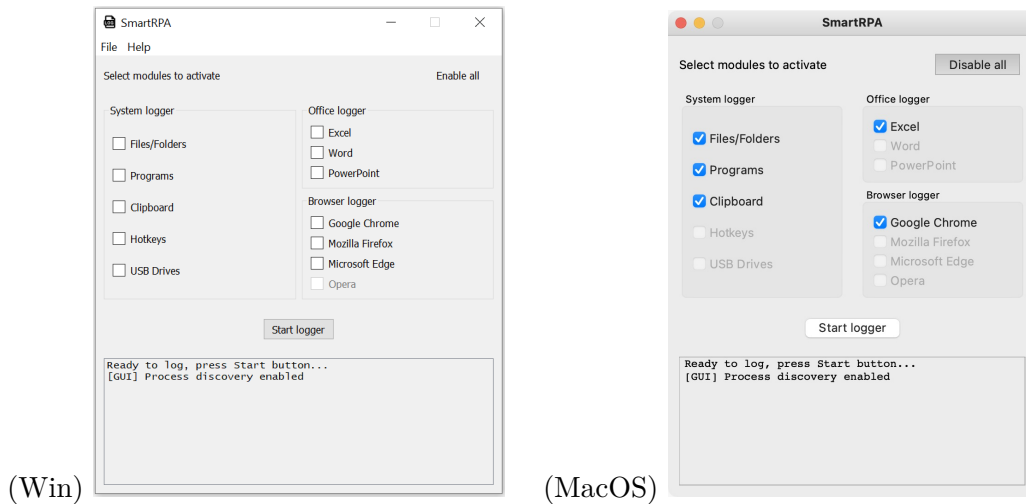 SmartRPA
File Help
Select modules to activate
Enable all
System logger
Files/Folders
Programs
Clipboard
Hotkeys
USB Drives
Office logger
Excel
Word
PowerPoint
Browser logger
Google Chrome
Mozilla Firefox
Microsoft Edge
Opera
Start logger
Ready to log, press Start button...
[GUI] Process discovery enabled
(Win)
SmartRPA
Select modules to activate
Disable all
System logger
Files/Folders
Programs
Clipboard
Hotkeys
USB Drives
Office logger
Excel
Word
PowerPoint
Browser logger
Google Chrome
Mozilla Firefox
Microsoft Edge
Opera
Start logger
Ready to log, press Start button...
[GUI] Process discovery enabled
(MacOS)